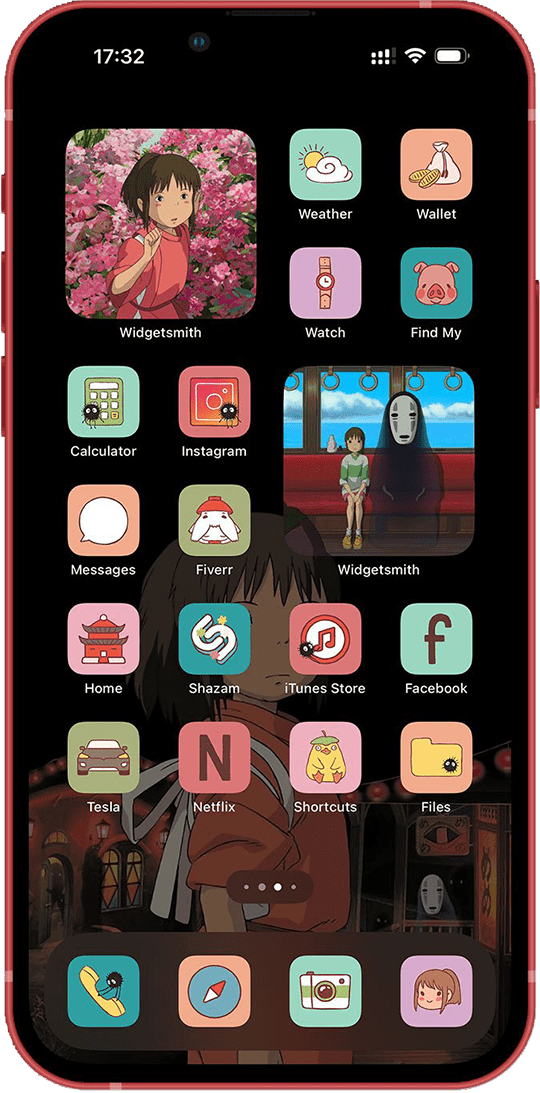 17:32
Weather
Wallet
Widgetsmith
Watch
Find My
Calculator
Instagram
Messages
Fiverr
Widgetsmith
Home
Shazam
iTunes Store
f
Facebook
N
Tesla
Netflix
Shortcuts
Files